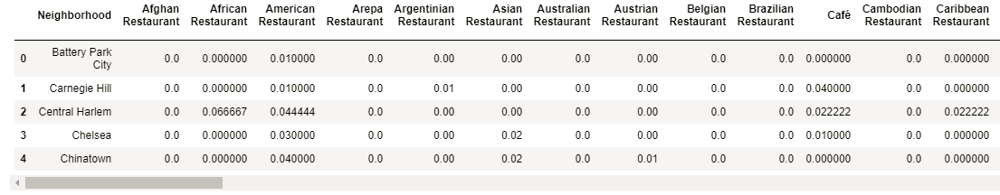 Neighborhood Afghan Restaurant African Restaurant American Restaurant Arepa Restaurant Argentinian Restaurant Asian Restaurant Australian Restaurant Austrian Restaurant Belgian Restaurant Brazilian Restaurant Café Cambodian Restaurant Caribbean Restaurant
0 Battery Park City 0.0 0.000000 0.010000 0.0 0.00 0.00 0.0 0.00 0.0 0.0 0.000000 0.0 0.000000
1 Carnegie Hill 0.0 0.000000 0.010000 0.0 0.01 0.00 0.0 0.00 0.0 0.0 0.040000 0.0 0.000000
2 Central Harlem 0.0 0.066667 0.044444 0.0 0.00 0.00 0.0 0.00 0.0 0.0 0.022222 0.0 0.022222
3 Chelsea 0.0 0.000000 0.030000 0.0 0.00 0.02 0.0 0.00 0.0 0.0 0.010000 0.0 0.000000
4 Chinatown 0.0 0.000000 0.040000 0.0 0.00 0.02 0.0 0.01 0.0 0.0 0.000000 0.0 0.000000